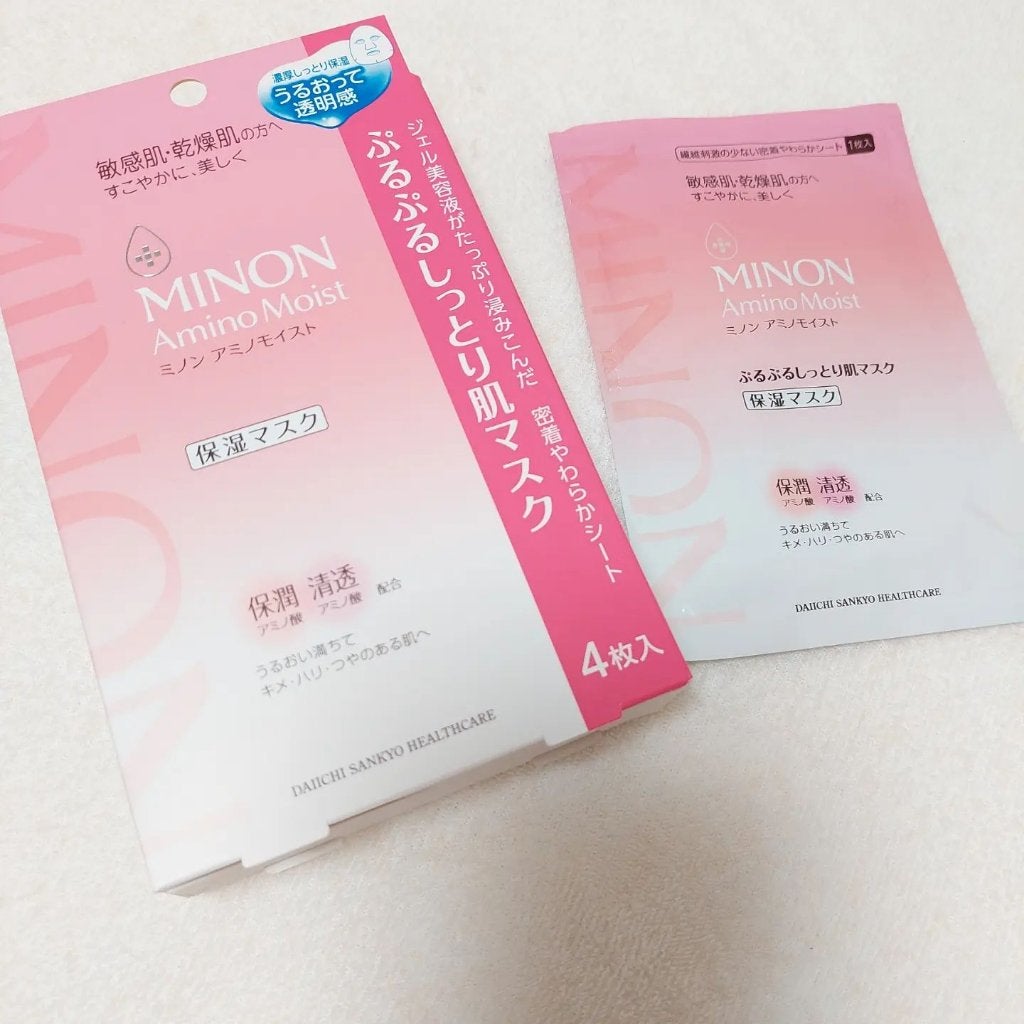 濃厚しっとり保湿
うるおって
透明感
敏感肌・乾燥肌の方へ
すこやかに、美しく
MINON
MINON
Amino Moist
ミノン アミノモイスト
保湿マスク
保潤 清透 配合
アミノ酸 アミノ酸
うるおい満ちて
キメ・ハリ・つやのある肌へ
DAIICHI SANKYO HEALTHCARE
ジェル美容液がたっぷり浸みこんだ 密着やわらかシート
ぷるぷるしっとり肌マスク
4枚入
繊維刺激の少ない密着やわらかシート 1枚入
敏感肌・乾燥肌の方へ
すこやかに、美しく
MINON
MINON
Amino Moist
ミノン アミノモイスト
ぷるぷるしっとり肌マスク
保湿マスク
保潤 清透 配合
アミノ酸 アミノ酸
うるおい満ちて
キメ・ハリ・つやのある肌へ
DAIICHI SANKYO HEALTHCARE